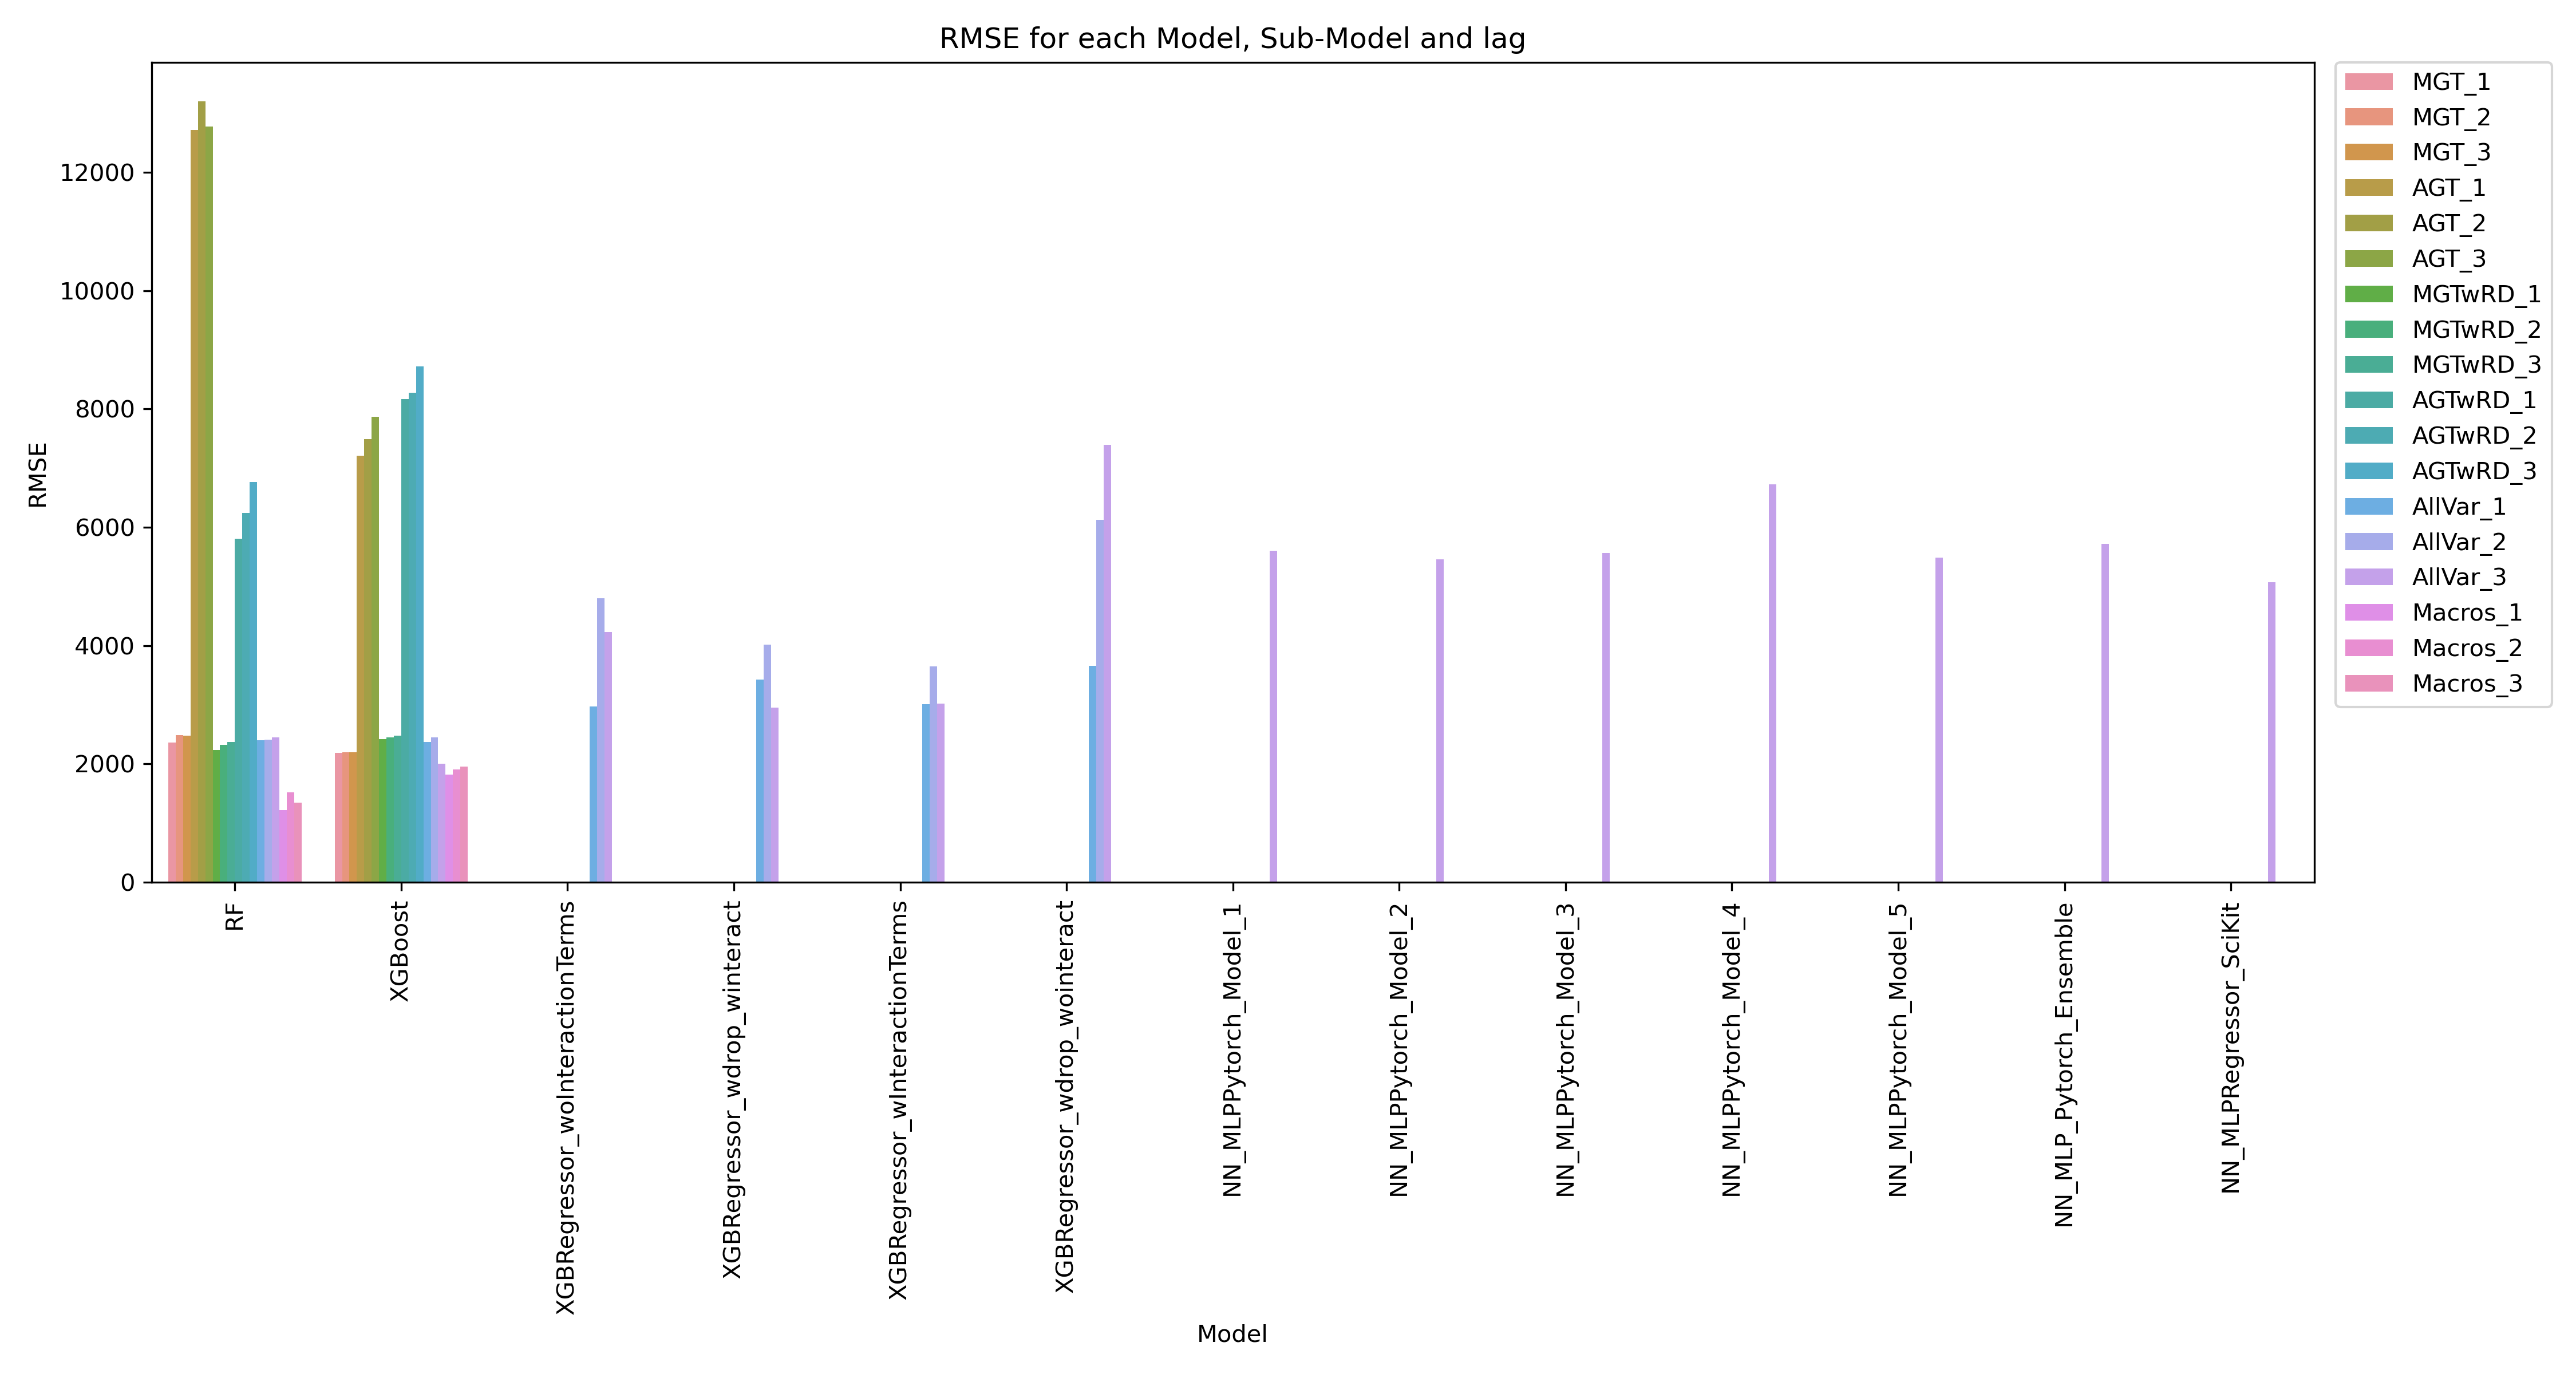 RMSE for each Model, Sub-Model and lag
RMSE
12000
10000
8000
6000
4000
2000
0
RF
XGBoost
XGBRegressor_woInteractionTerms
XGBRegressor_wdrop_winteract
XGBRegressor_wInteractionTerms
XGBRegressor_wdrop_wointeract
NN_MLPPytorch_Model_1
NN_MLPPytorch_Model_2
NN_MLPPytorch_Model_3
NN_MLPPytorch_Model_4
NN_MLPPytorch_Model_5
NN_MLP_Pytorch_Ensemble
NN_MLPRegressor_SciKit
Model
MGT_1
MGT_2
MGT_3
AGT_1
AGT_2
AGT_3
MGTwRD_1
MGTwRD_2
MGTwRD_3
AGTwRD_1
AGTwRD_2
AGTwRD_3
AllVar_1
AllVar_2
AllVar_3
Macros_1
Macros_2
Macros_3